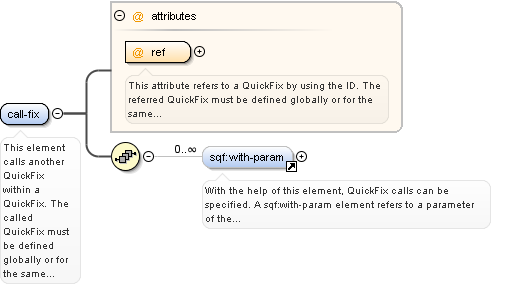 @ attributes
@ ref
This attribute refers to a QuickFix by using the ID. The
referred QuickFix must be defined globally or for the
same...
call-fix
This element
calls another
QuickFix
within a
QuickFix. The
called
QuickFix must
be defined
globally or for
the same...
0..∞
sqf:with-param
With the help of this element, QuickFix calls can be
specified. A sqf:with-param element refers to a parameter
of the...